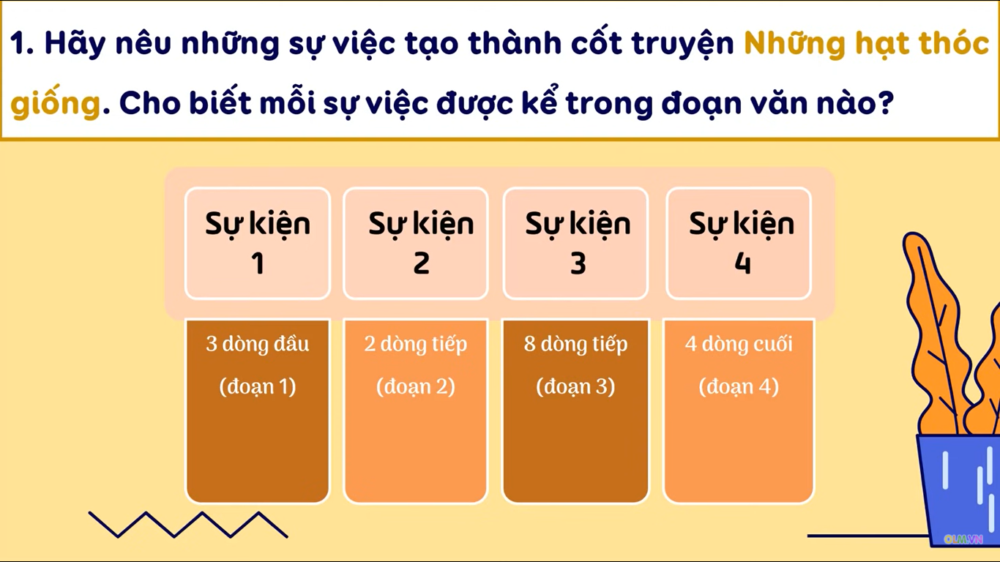 1. Hãy nêu những sự việc tạo thành cốt truyện Những hạt thóc
giống. Cho biết mỗi sự việc được kể trong đoạn văn nào?
Sự kiện
1
Sự kiện
2
Sự kiện
3
Sự kiện
4
3 dòng đầu
(đoạn 1)
2 dòng tiếp
(đoạn 2)
8 dòng tiếp
(đoạn 3)
4 dòng cuối
(đoạn 4)
OLM.VN